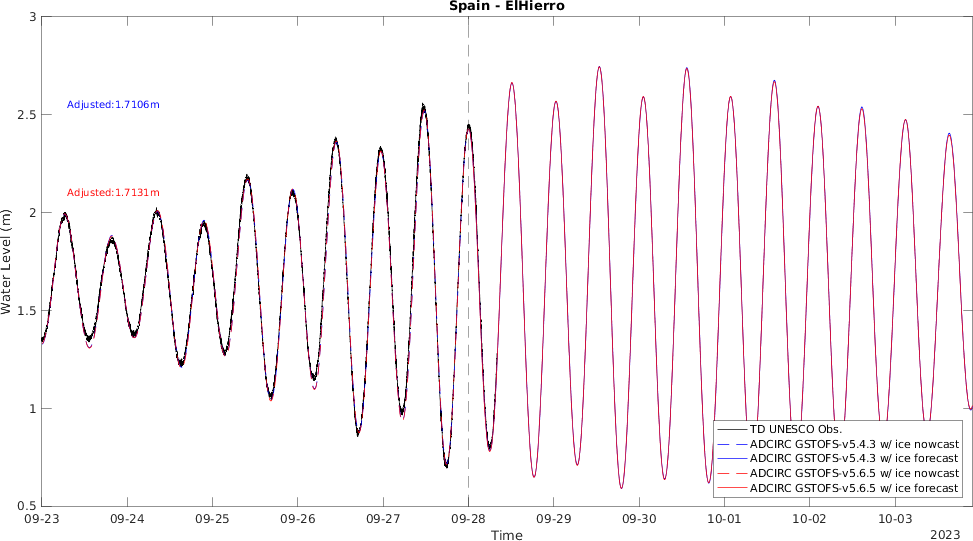 Spain - ElHierro
3
2.5
2
1.5
1
0.5
Water Level (m)
Adjusted:1.7106m
Adjusted:1.7131m
TD UNESCO Obs.
ADCIRC GSTOFS-v5.4.3 w/ ice nowcast
ADCIRC GSTOFS-v5.4.3 w/ ice forecast
ADCIRC GSTOFS-v5.6.5 w/ ice nowcast
ADCIRC GSTOFS-v5.6.5 w/ ice forecast
09-23 09-24 09-25 09-26 09-27 09-28 09-29 09-30 10-01 10-02 10-03
Time
2023